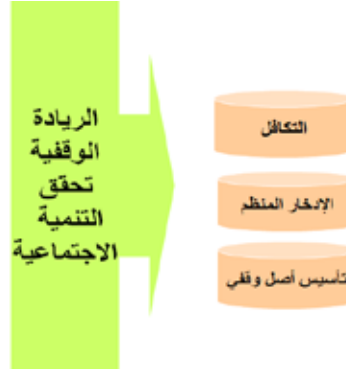 الريادة
الوقفية
تحقق
التنمية
الاجتماعية
التكافل
الإدخار المنظم
تأسيس أصل وقفي